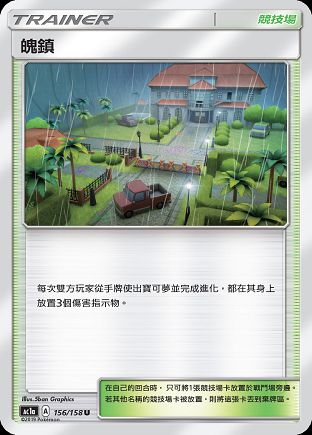 TRAINER 競技場
魄鎮
每次雙方玩家從手牌使出寶可夢並完成進化，都在其身上
放置3個傷害指示物。
Illus.5ban Graphics
在自己的回合時，只可將1張競技場卡放於戰鬥場旁邊。
若其他名稱的競技場卡被放置，則將這張卡丟到棄牌區。
AC1a A 156/158 U
©2019 Pokémon